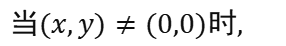 当(x, y) ≠ (0,0)时,